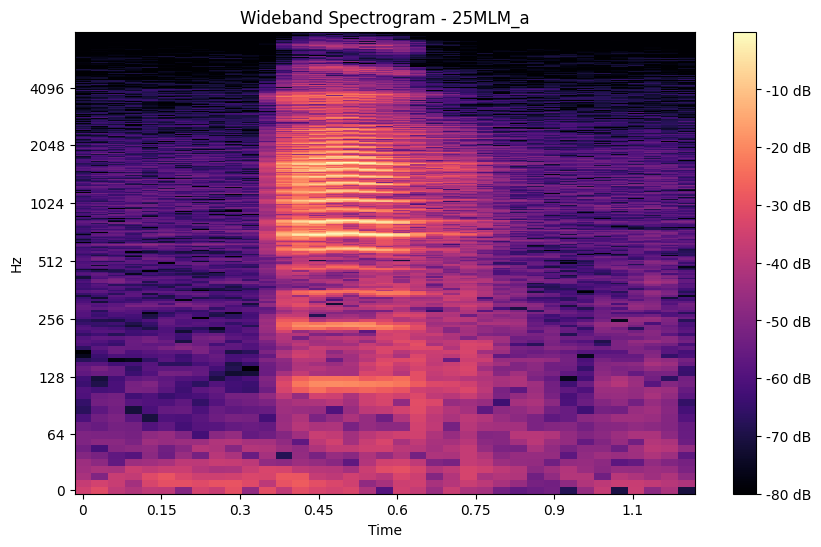 Wideband Spectrogram - 25MLM_a
Hz
4096
2048
1024
512
256
128
64
0
0 0.15 0.3 0.45 0.6 0.75 0.9 1.1
Time
-10 dB
-20 dB
-30 dB
-40 dB
-50 dB
-60 dB
-70 dB
-80 dB